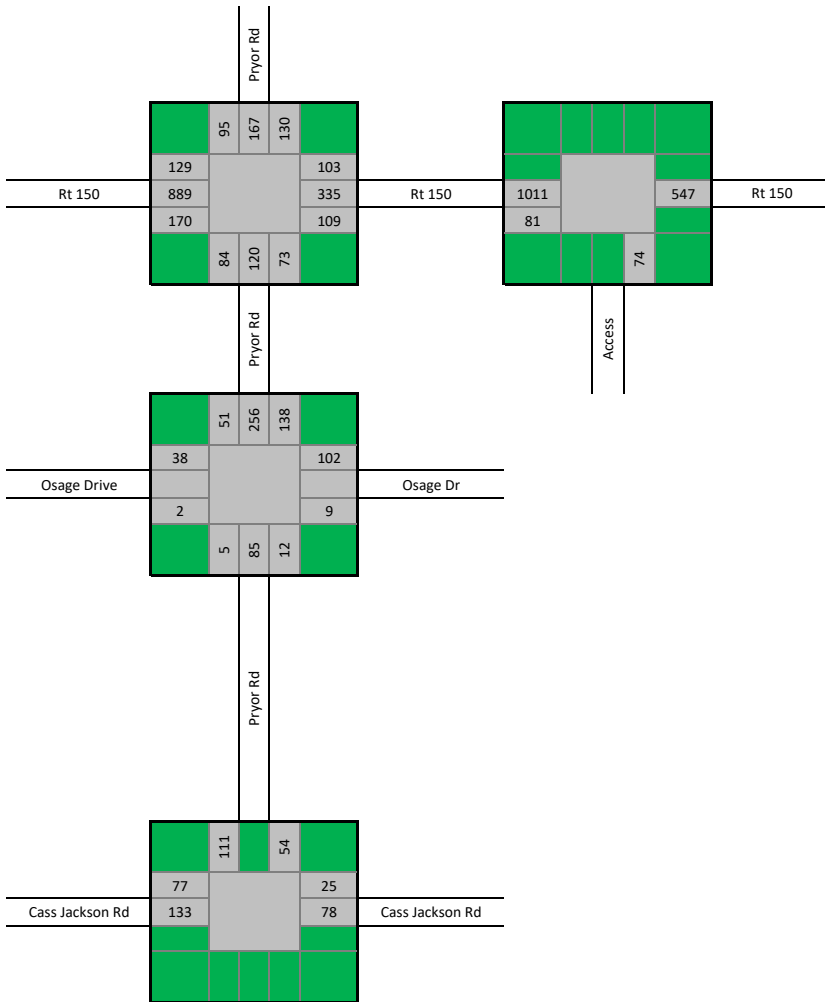 Pryor Rd
95 167 130
129 103
Rt 150 889 335 Rt 150 1011 547 Rt 150
170 109 81
84 120 73 74
Pryor Rd Access
51 256 138
38 102
Osage Drive Osage Dr
2 9
5 85 12
Pryor Rd
111 54
77 25
Cass Jackson Rd 133 78 Cass Jackson Rd